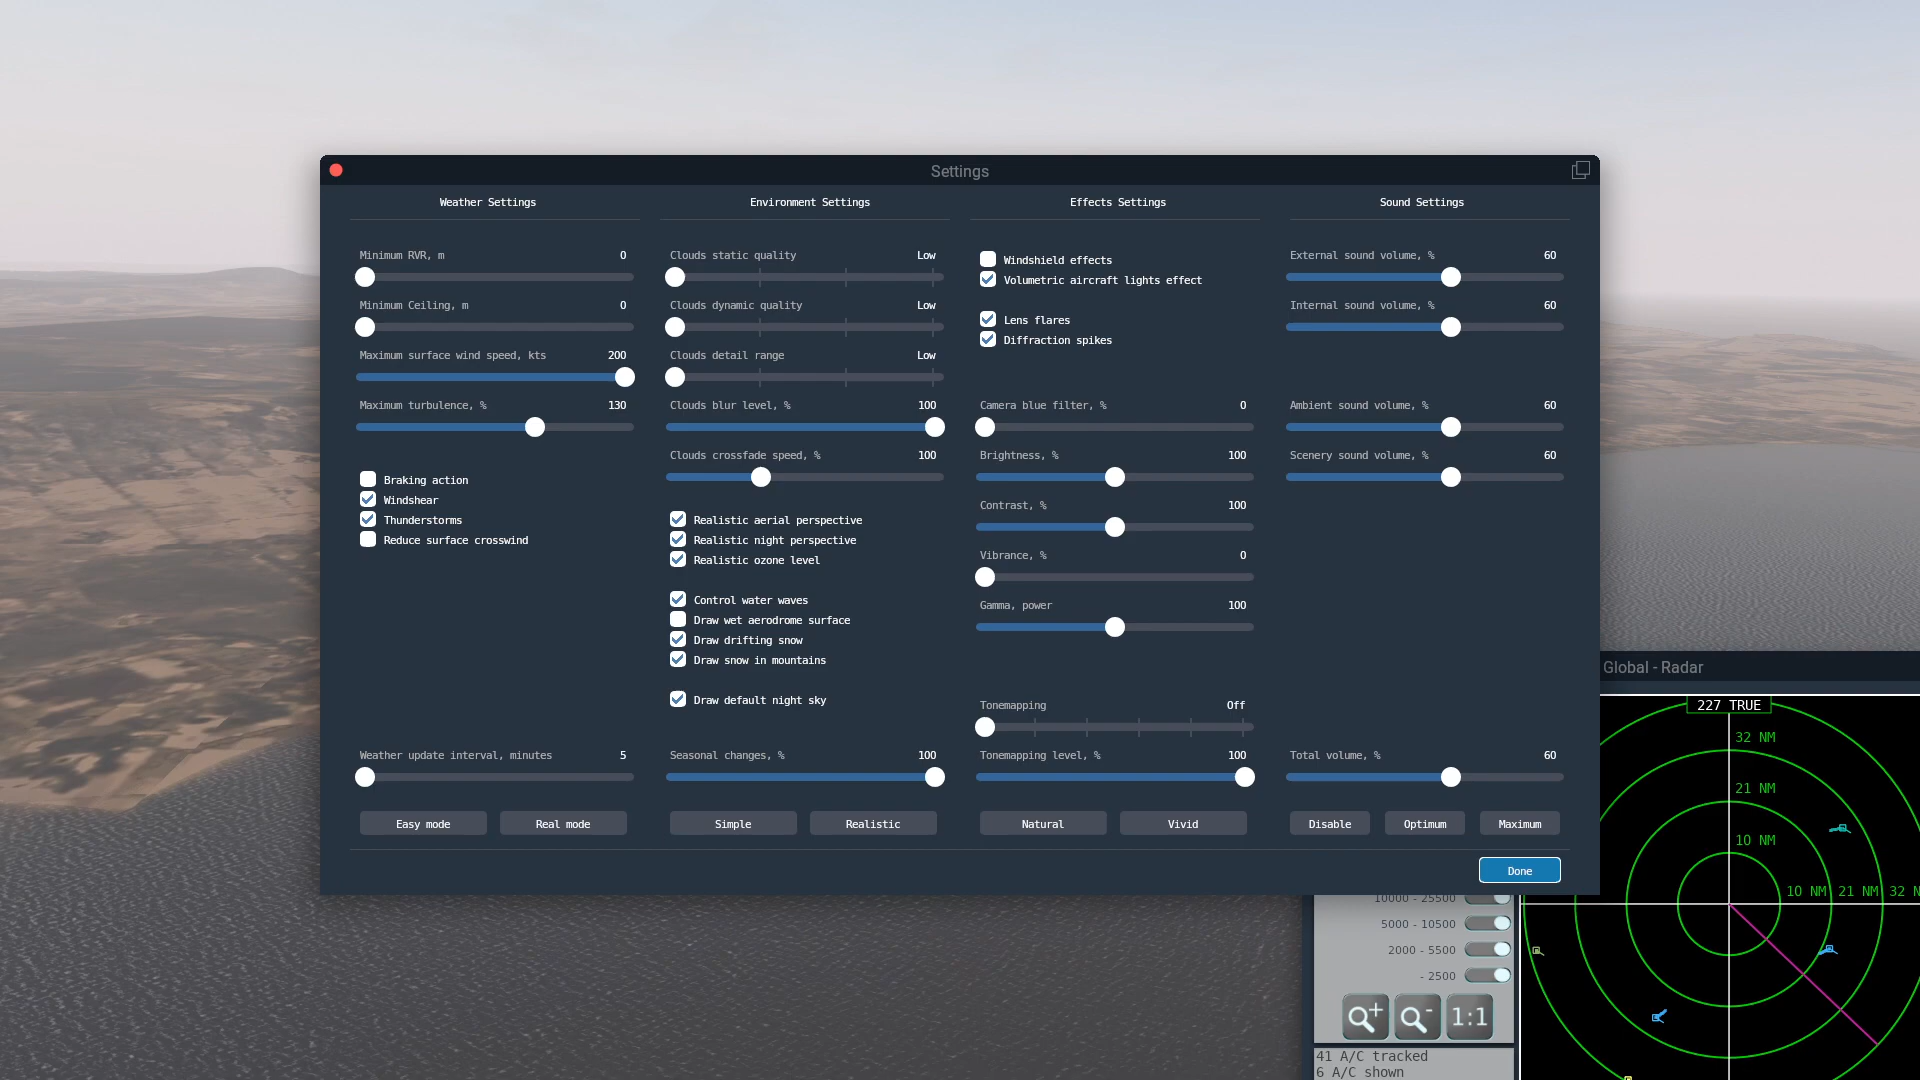 Settings
Weather Settings
Minimum RVR, m 0
Minimum Ceiling, m 0
Maximum surface wind speed, kts 200
Maximum turbulence, % 130
Braking action
Windshear
Thunderstorms
Reduce surface crosswind
Weather update interval, minutes 5
Easy mode Real mode
Environment Settings
Clouds static quality Low
Clouds dynamic quality Low
Clouds detail range Low
Clouds blur level, % 100
Clouds crossfade speed, % 100
Realistic aerial perspective
Realistic night perspective
Realistic ozone level
Control water waves
Draw wet aerodrome surface
Draw drifting snow
Draw snow in mountains
Draw default night sky
Seasonal changes, % 100
Simple Realistic
Effects Settings
Windshield effects
Volumetric aircraft lights effect
Lens flares
Diffraction spikes
Camera blue filter, % 0
Brightness, % 100
Contrast, % 100
Vibrance, % 0
Gamma, power 100
Tonemapping Off
Tonemapping level, % 100
Natural Vivid
Sound Settings
External sound volume, % 60
Internal sound volume, % 60
Ambient sound volume, % 60
Scenery sound volume, % 60
Total volume, % 60
Disable Optimum Maximum
Done
Global - Radar
227 TRUE
32 NM
21 NM
10 NM
10 NM 21 NM 32 N
10000 - 25500
5000 - 10500
2000 - 5500
- 2500
1:1
41 A/C tracked
6 A/C shown